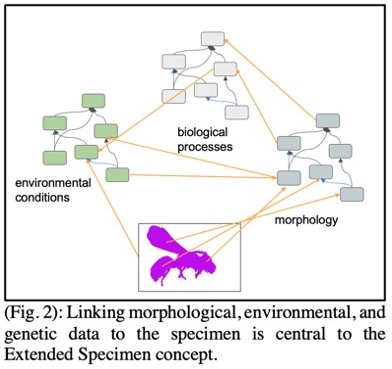 biological
processes
environmental
conditions
morphology
(Fig. 2): Linking morphological, environmental, and
genetic data to the specimen is central to the
Extended Specimen concept.